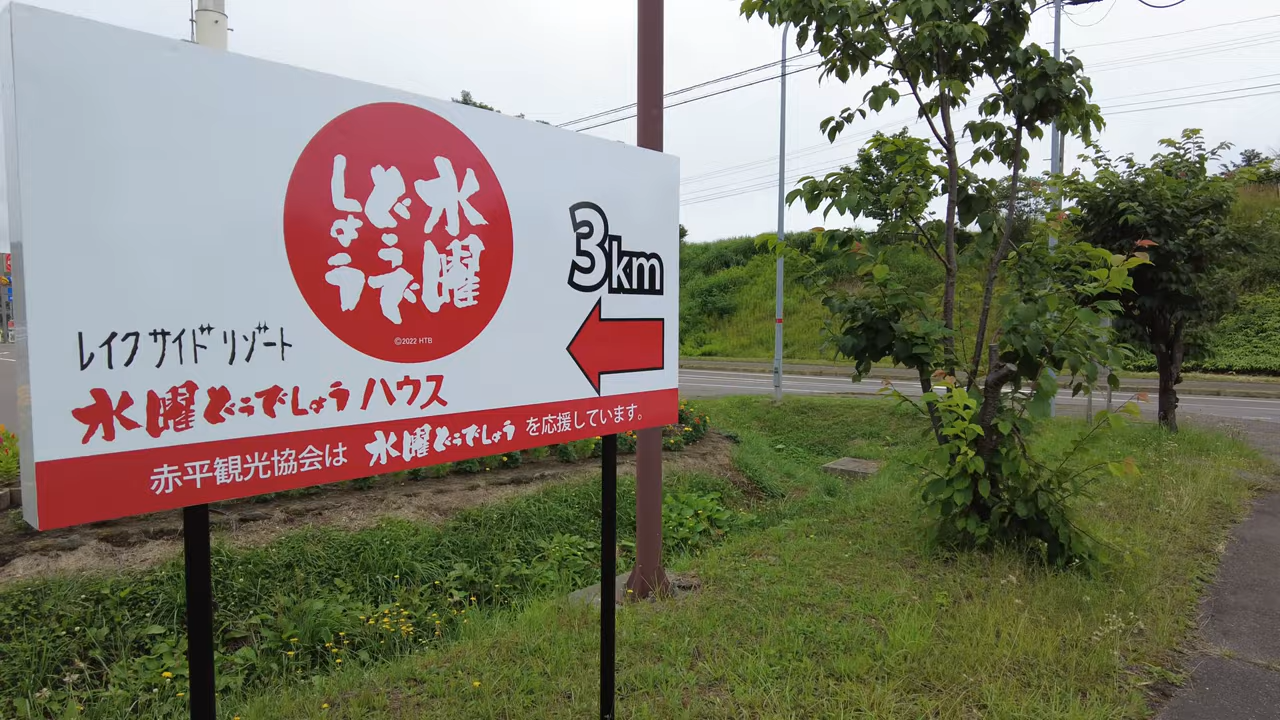 水曜
どうで
しょう
©2022 HTB
3km
レイクサイドリゾート
水曜どうでしょうハウス
赤平観光協会は水曜どうでしょうを応援しています。